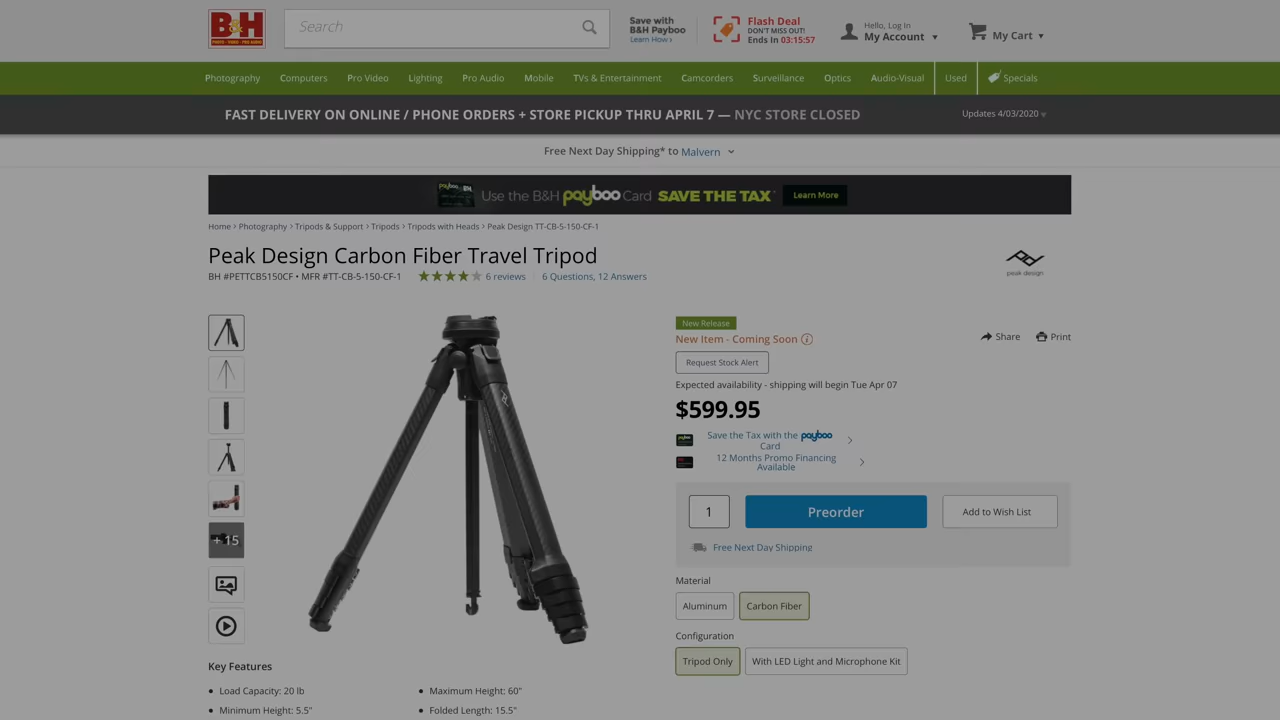 B&H
PHOTO - VIDEO - PRO AUDIO
Search
Save with
B&H Payboo
Learn How
Flash Deal
DON'T MISS OUT!
Ends In 03:15:57
Hello, Log In
My Account
My Cart
Photography Computers Pro Video Lighting Pro Audio Mobile TVs & Entertainment Camcorders Surveillance Optics Audio-Visual Used Specials
FAST DELIVERY ON ONLINE / PHONE ORDERS + STORE PICKUP THRU APRIL 7 — NYC STORE CLOSED
Updates 4/03/2020
Free Next Day Shipping* to Malvern
Use the B&H payboo Card SAVE THE TAX* Learn More
Home > Photography > Tripods & Support > Tripods > Tripods with Heads > Peak Design TT-CB-5-150-CF-1
Peak Design Carbon Fiber Travel Tripod
BH #PETTCB5150CF • MFR #TT-CB-5-150-CF-1 6 reviews 6 Questions, 12 Answers
peak design
New Release
New Item - Coming Soon
Share Print
Request Stock Alert
Expected availability - shipping will begin Tue Apr 07
$599.95
Save the Tax with the payboo
Card
12 Months Promo Financing
Available
1 Preorder Add to Wish List
+ 15
Free Next Day Shipping
Material
Aluminum Carbon Fiber
Configuration
Tripod Only With LED Light and Microphone Kit
Key Features
• Load Capacity: 20 lb
• Maximum Height: 60"
• Minimum Height: 5.5"
• Folded Length: 15.5"